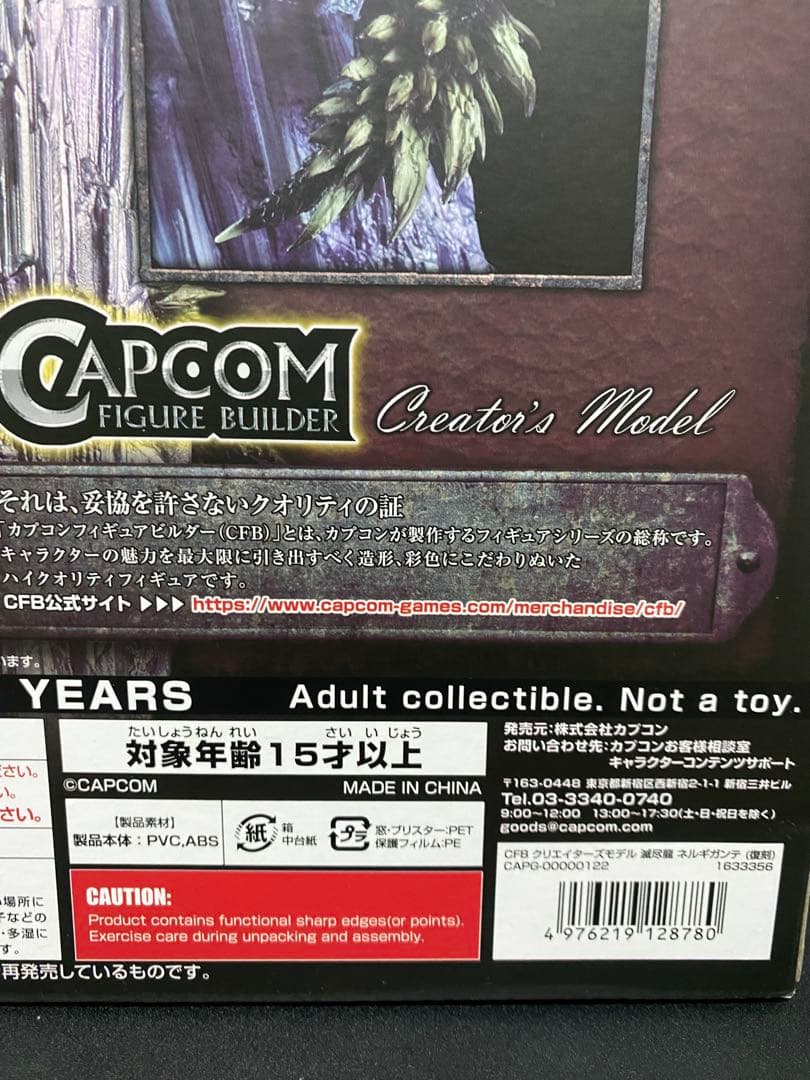 CAPCOM
FIGURE BUILDER
Creator's Model
それは、妥協を許さないクオリティの証
「カプコンフィギュアビルダー(CFB)」とは、カプコンが製作するフィギュアシリーズの総称です。
キャラクターの魅力を最大限に引き出すべく造形、彩色にこだわりぬいた
ハイクオリティフィギュアです。
CFB公式サイト ▶▶▶ https://www.capcom-games.com/merchandise/cfb/
います。
YEARS Adult collectible. Not a toy.
ださい。
い。
さい。
たいしょうねんれい さい いじょう
対象年齢15才以上
©CAPCOM MADE IN CHINA
【製品素材】
製品本体：PVC,ABS
紙 箱
中台紙
プラ 窓・ブリスター：PET
保護フィルム：PE
発売元：株式会社カプコン
お問い合わせ先：カプコンお客様相談室
キャラクターコンテンツサポート
〒163-0448 東京都新宿区西新宿2-1-1 新宿三井ビル
Tel.03-3340-0740
9:00〜12:00 13:00〜17:30(土・日・祝日を除く)
goods@capcom.com
い場所に
子などの
・多湿に
す。
CAUTION:
Product contains functional sharp edges(or points).
Exercise care during unpacking and assembly.
CFB クリエイターズモデル 滅尽龍 ネルギガンテ (復刻)
CAPG-00000122 1633356
4 976219 128780
再発売しているものです。